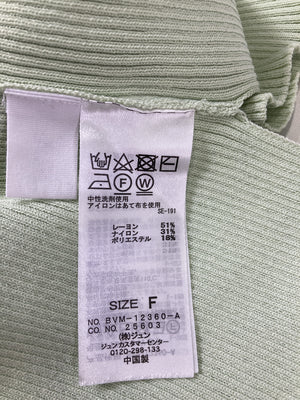 中性洗剤使用
アイロンはあて布を使用
SE-191
レーヨン 51%
ナイロン 31%
ポリエステル 18%
SIZE F
NO. BVM-12360-A
CO.NO. 25603
(株)ジュン
ジュンカスタマーセンター
0120-298-133
中国製